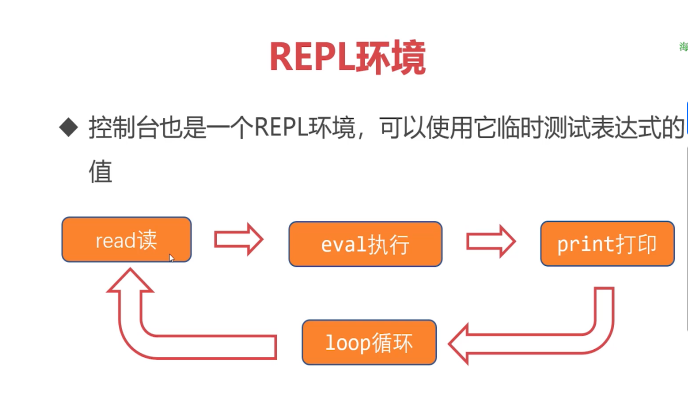 REPL环境
海
◆ 控制台也是一个REPL环境，可以使用它临时测试表达式的
值
read读
eval执行
print打印
loop循环